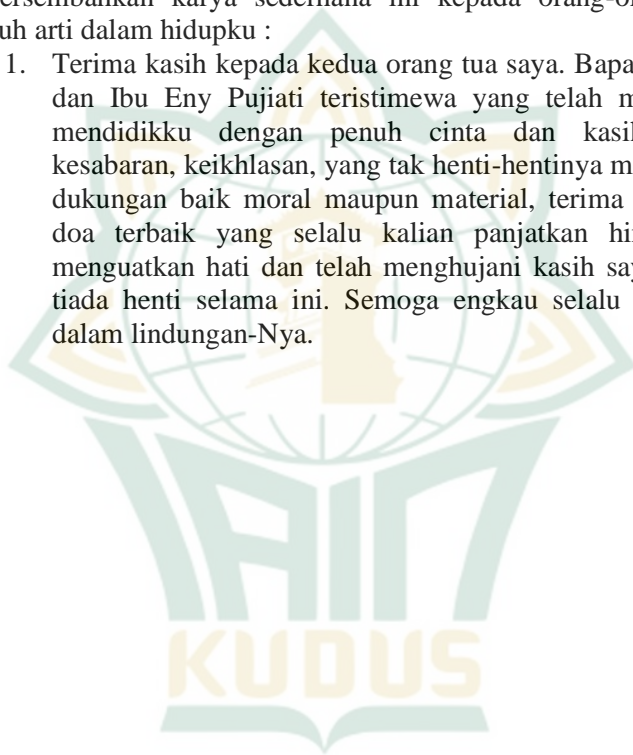 ersembankan karya sederhana ini kepada orang-o
uh arti dalam hidupku :
1. Terima kasih kepada kedua orang tua saya. Bapa
dan Ibu Eny Pujiati teristimewa yang telah m
mendidikku dengan penuh cinta dan kasil
kesabaran, keikhlasan, yang tak henti-hentinya m
dukungan baik moral maupun material, terima
doa terbaik yang selalu kalian panjatkan hi
menguatkan hati dan telah menghujani kasih say
tiada henti selama ini. Semoga engkau selalu
dalam lindungan-Nya.
IAIN
KUDUS